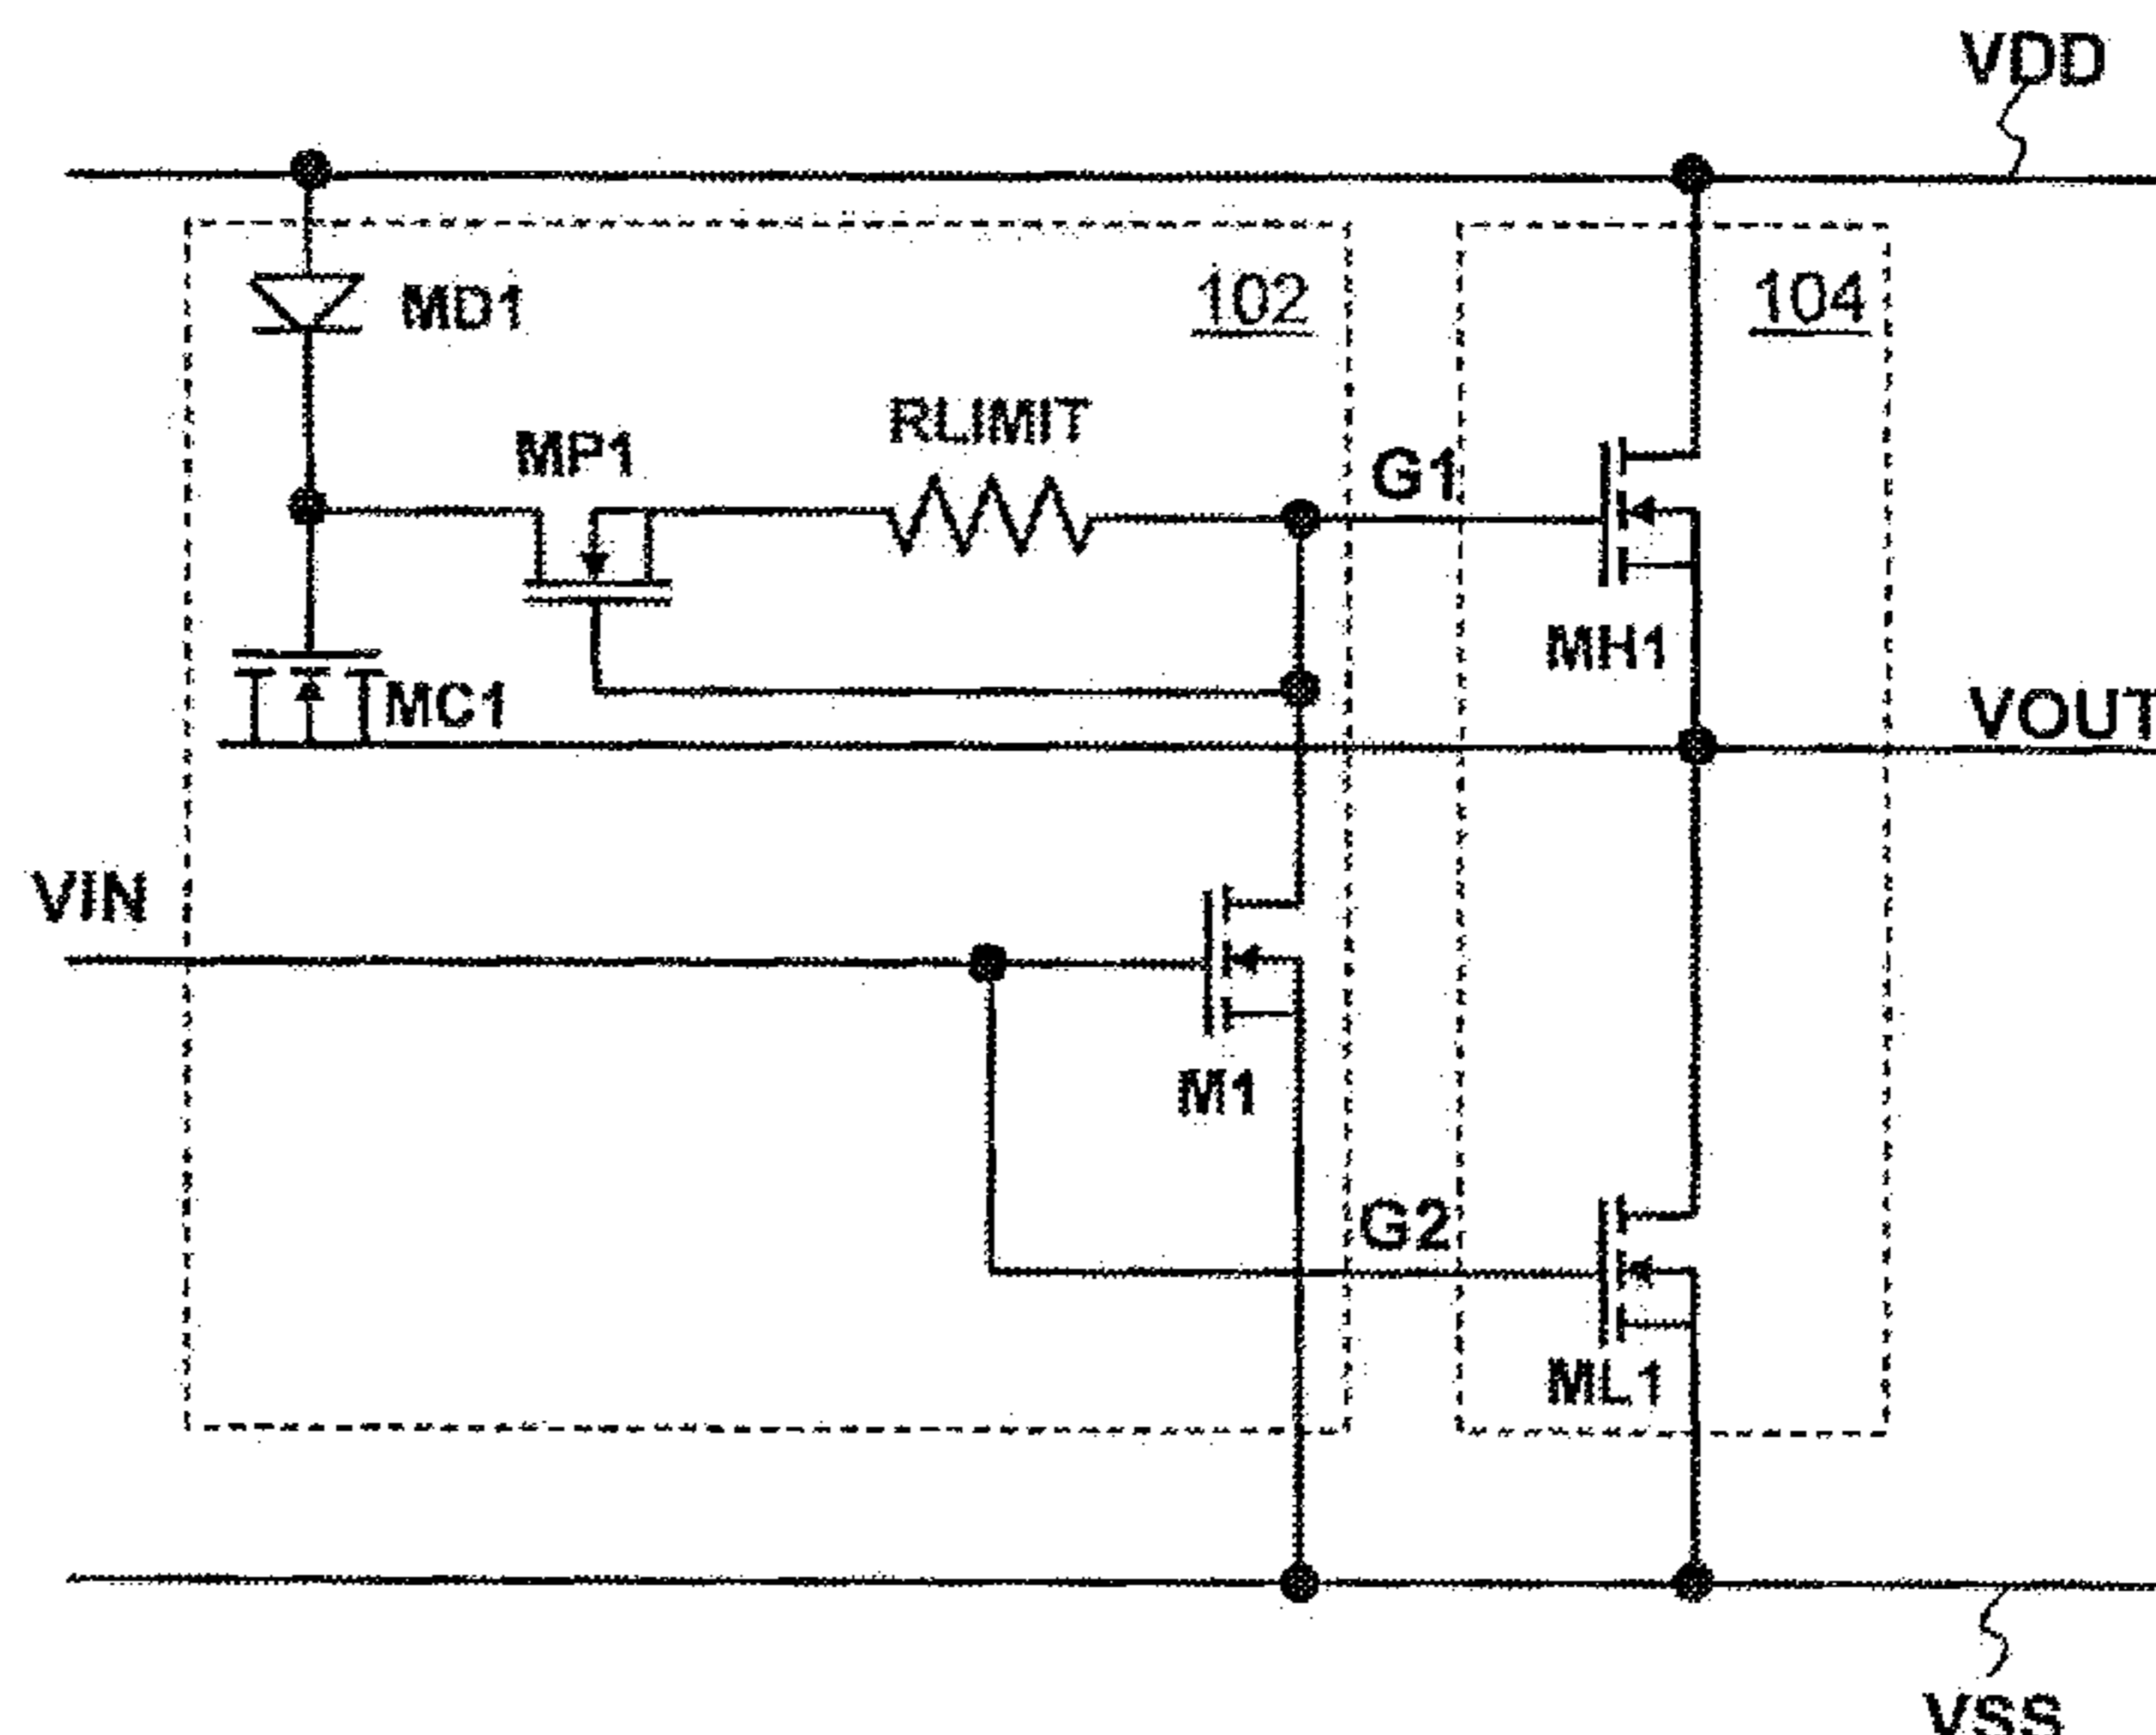 VDD
MD1
102
104
RLIMIT
MP1
G1
MH1
MC1
VOUT
VIN
M1
G2
ML1
VSS